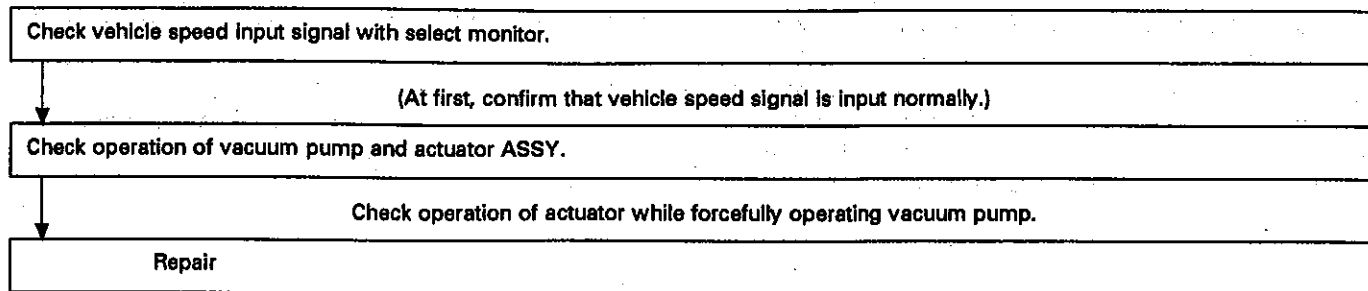 Check vehicle speed input signal with select monitor.
(At first, confirm that vehicle speed signal is input normally.)
Check operation of vacuum pump and actuator ASSY.
Check operation of actuator while forcefully operating vacuum pump.
Repair